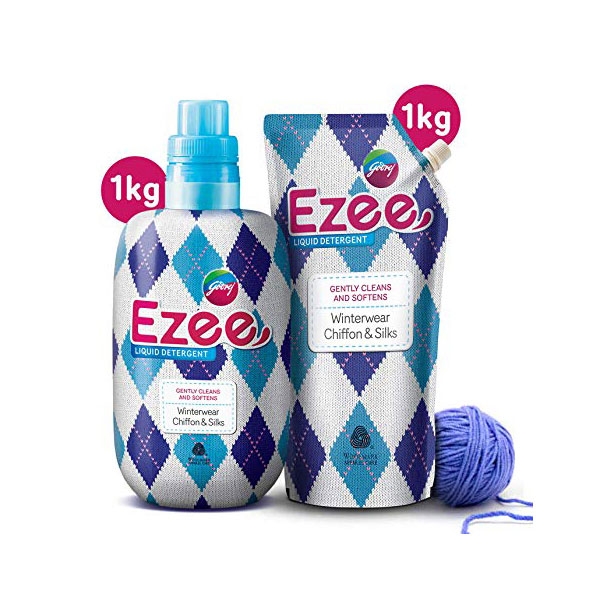 1kg
Godrej
Ezee
LIQUID DETERGENT
GENTLY CLEANS
AND SOFTENS
Winterwear
Chiffon & Silks
1kg
Godrej
Ezee
LIQUID DETERGENT
GENTLY CLEANS
AND SOFTENS
Winterwear
Chiffon & Silks
WOOLMARK